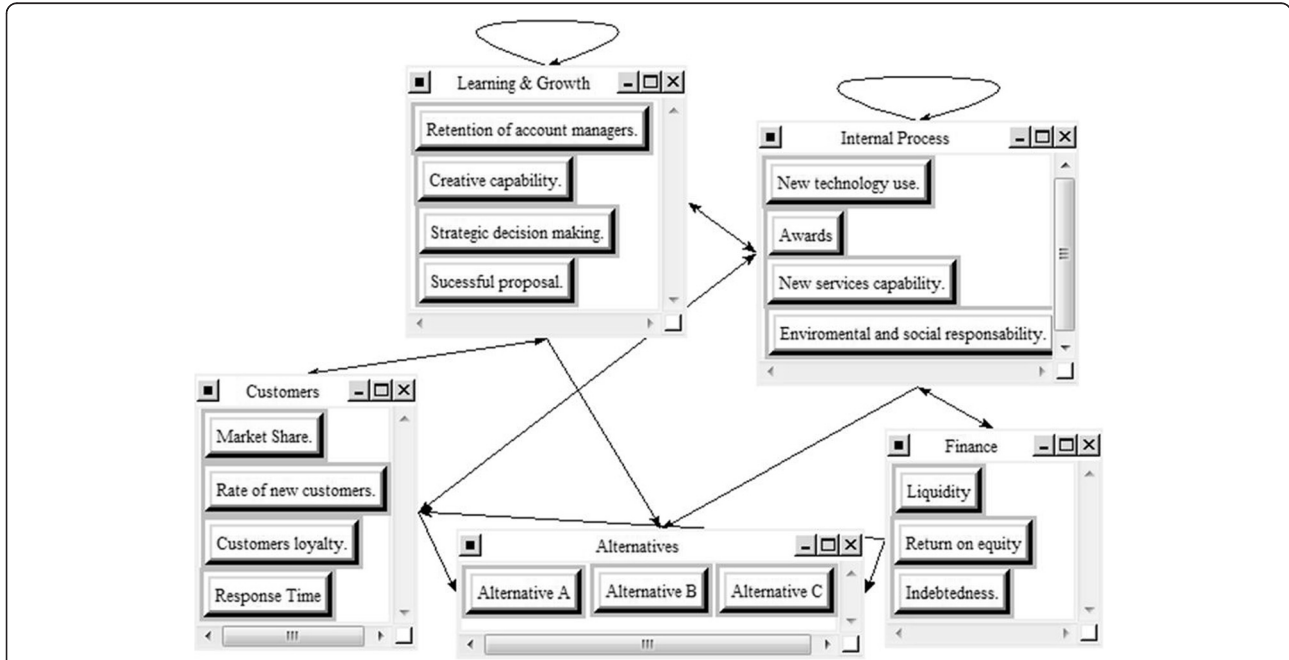 Learning & Growth
Retention of account managers.
Creative capability.
Strategic decision making.
Sucessful proposal.
Internal Process
New technology use.
Awards
New services capability.
Enviromental and social responsability.
Customers
Market Share.
Rate of new customers.
Customers loyalty.
Response Time
Finance
Liquidity
Return on equity
Indebtedness.
Alternatives
Alternative A
Alternative B
Alternative C